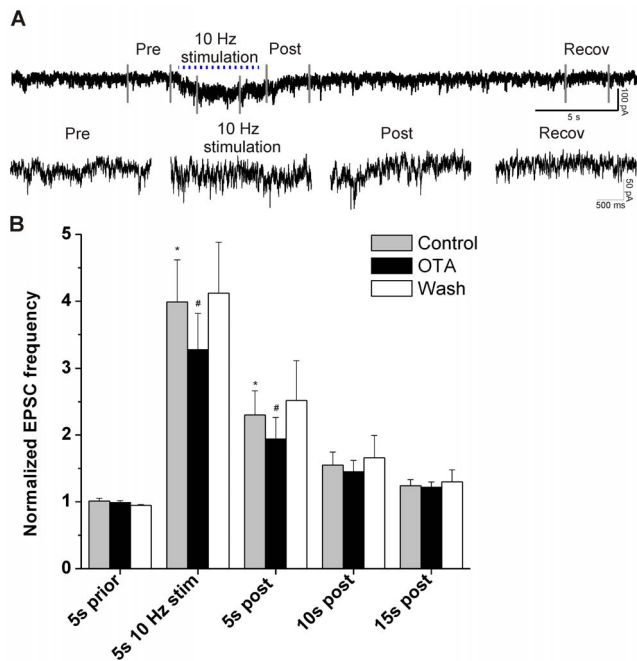 A
Pre
10 Hz
stimulation
Post
Recov
100 pA
5 s
Pre
10 Hz
stimulation
Post
Recov
50 pA
500 ms
B
Normalized EPSC frequency
5
4
3
2
1
0
*
#
*
#
Control
OTA
Wash
5s prior
5s 10 Hz stim
5s post
10s post
15s post